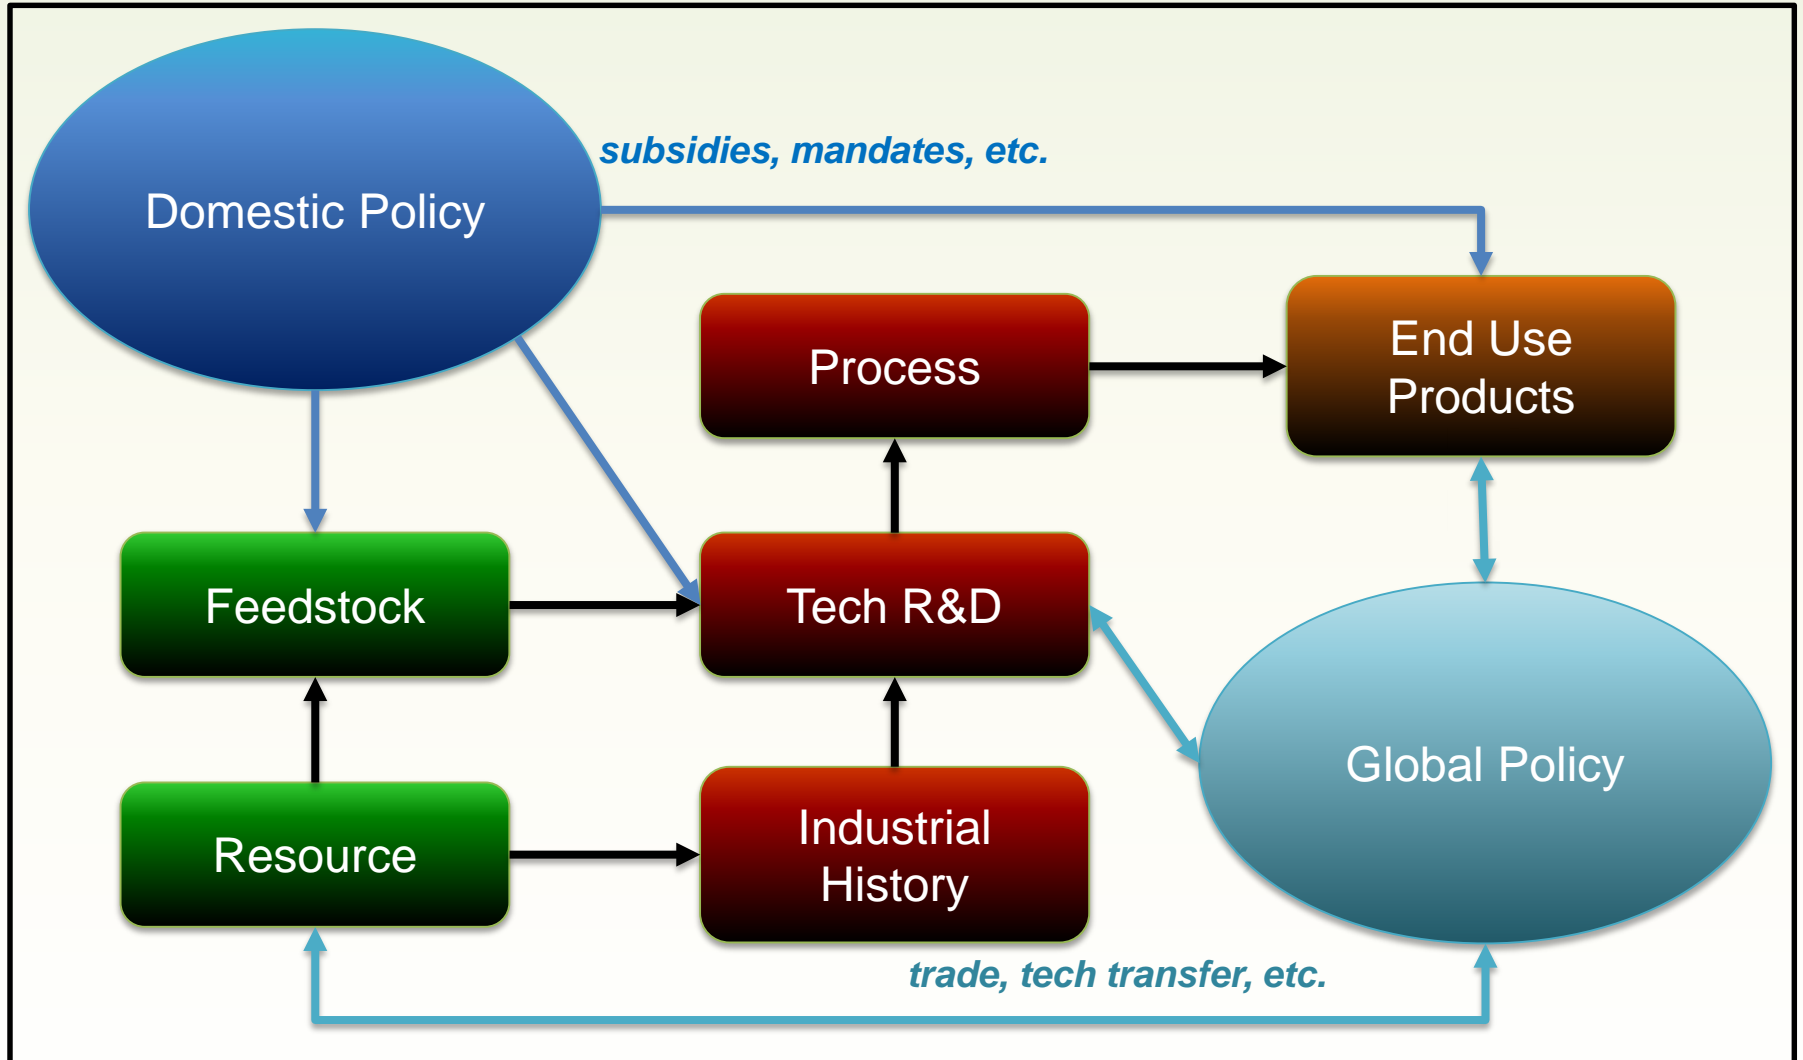 subsidies, mandates, etc.
Domestic Policy
Process
End Use
Products
Feedstock
Tech R&D
Global Policy
Resource
Industrial
History
trade, tech transfer, etc.